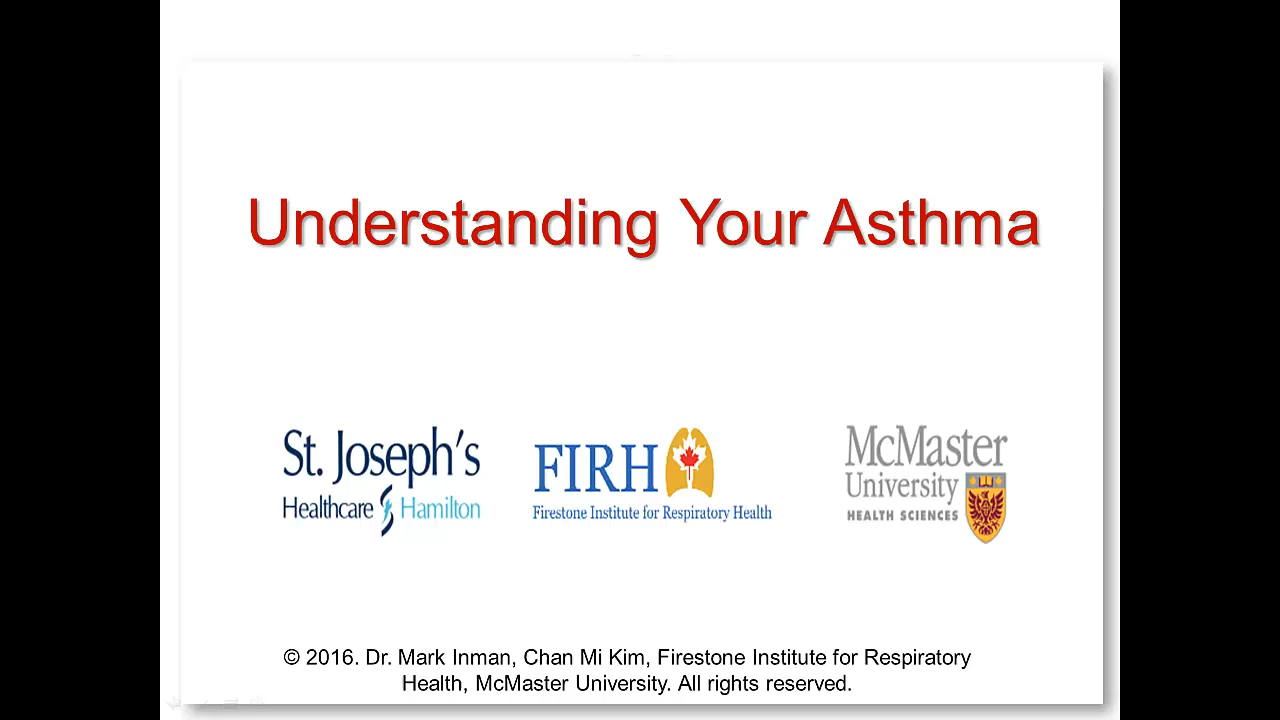 Understanding Your Asthma
St. Joseph's
Healthcare Hamilton
FIRH
Firestone Institute for Respiratory Health
McMaster
University
HEALTH SCIENCES
© 2016. Dr. Mark Inman, Chan Mi Kim, Firestone Institute for Respiratory
Health, McMaster University. All rights reserved.